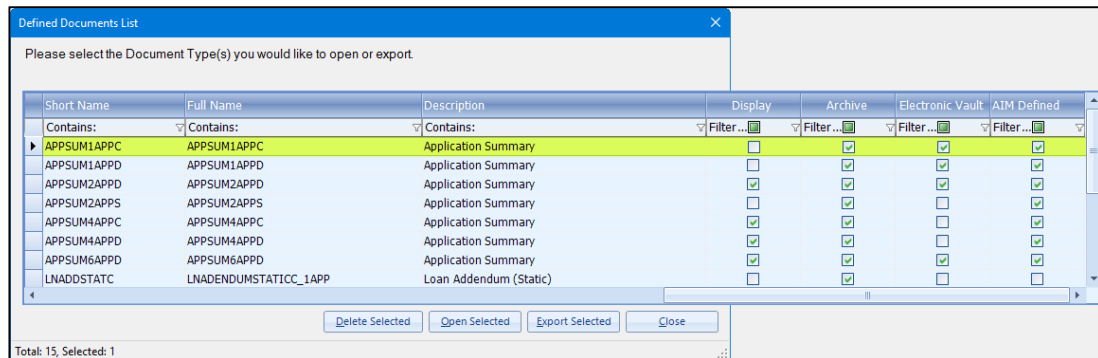 Defined Documents List
Please select the Document Type(s) you would like to open or export.
Short Name Full Name Description Display Archive Electronic Vault AIM Defined
Contains: Contains: Contains: Filter... Filter... Filter... Filter...
APPSUM1APPC APPSUM1APPC Application Summary
APPSUM1APPD APPSUM1APPD Application Summary
APPSUM2APPD APPSUM2APPD Application Summary
APPSUM2APPS APPSUM2APPS Application Summary
APPSUM4APPC APPSUM4APPC Application Summary
APPSUM4APPD APPSUM4APPD Application Summary
APPSUM6APPD APPSUM6APPD Application Summary
LNADDSTATC LNADENDUMSTATICC_1APP Loan Addendum (Static)
Delete Selected Open Selected Export Selected Close
Total: 15, Selected: 1